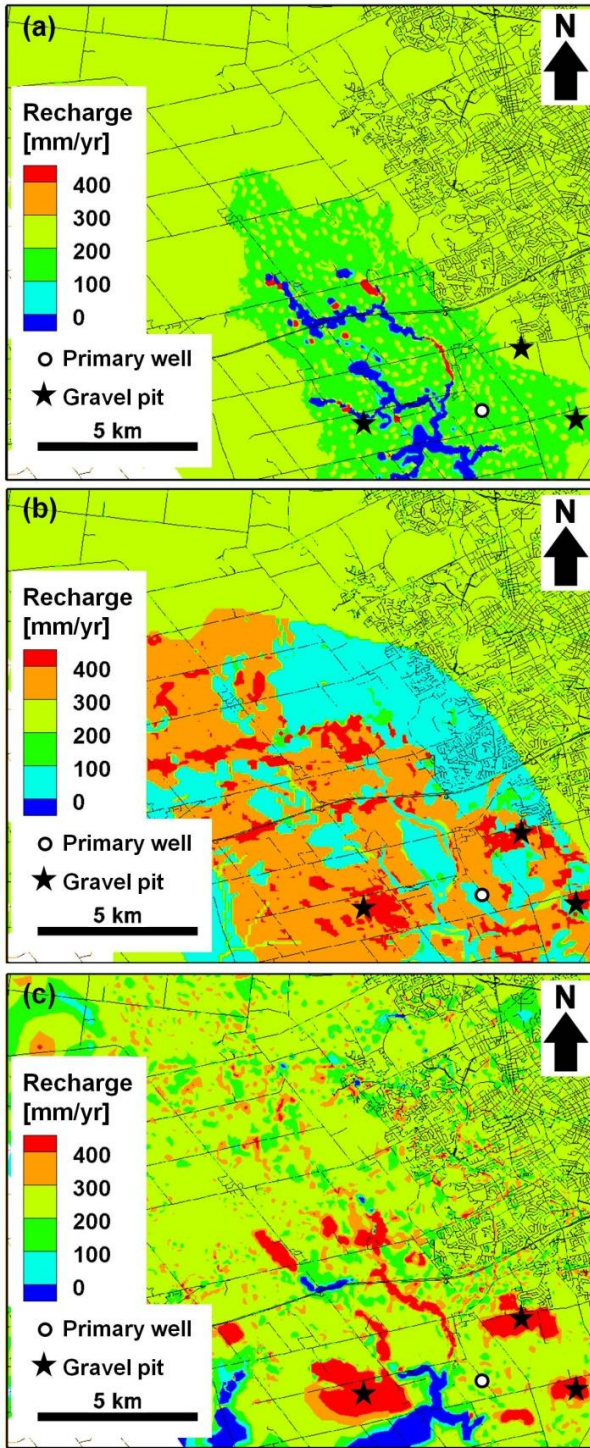 (a)
N
Recharge
[mm/yr]
400
300
200
100
0
Primary well
Gravel pit
5 km
(b)
N
Recharge
[mm/yr]
400
300
200
100
0
Primary well
Gravel pit
5 km
(c)
N
Recharge
[mm/yr]
400
300
200
100
0
Primary well
Gravel pit
5 km